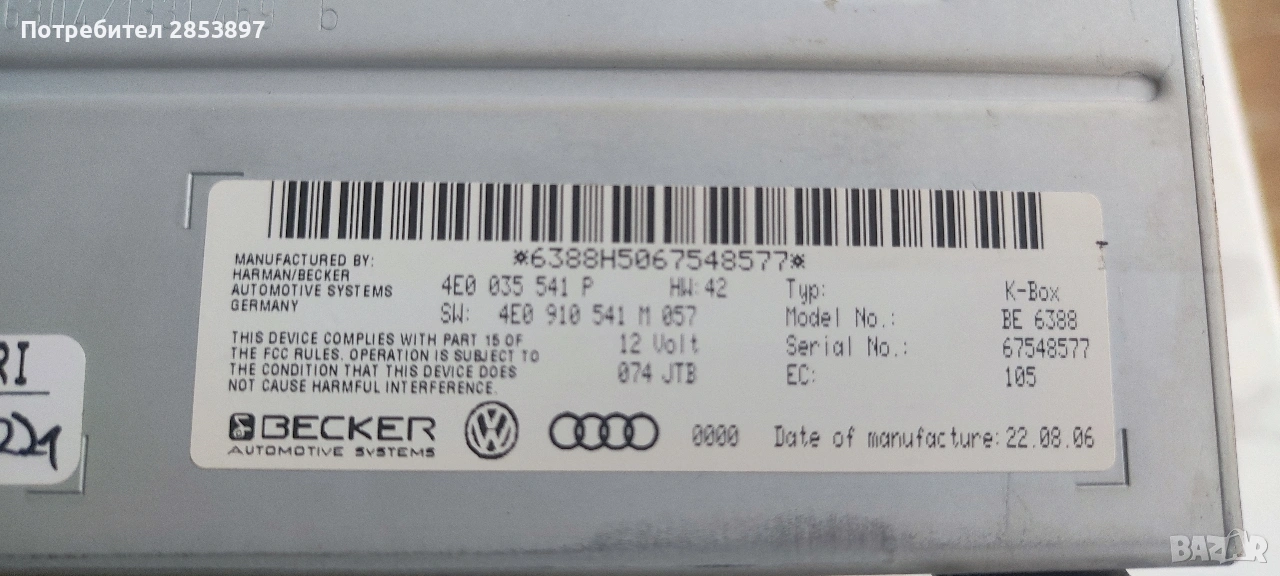 Потребител 2853897
*6388H5067548577*
MANUFACTURED BY:
HARMAN/BECKER
AUTOMOTIVE SYSTEMS
GERMANY
4E0 035 541 P HW: 42
SW: 4E0 910 541 M 057
12 Volt
074 JTB
THIS DEVICE COMPLIES WITH PART 15 OF
THE FCC RULES. OPERATION IS SUBJECT TO
THE CONDITION THAT THIS DEVICE DOES
NOT CAUSE HARMFUL INTERFERENCE.
Typ: K-Box
Model No.: BE 6388
Serial No.: 67548577
EC: 105
BECKER
AUTOMOTIVE SYSTEMS
0000 Date of manufacture: 22.08.06
RI
BAZAR